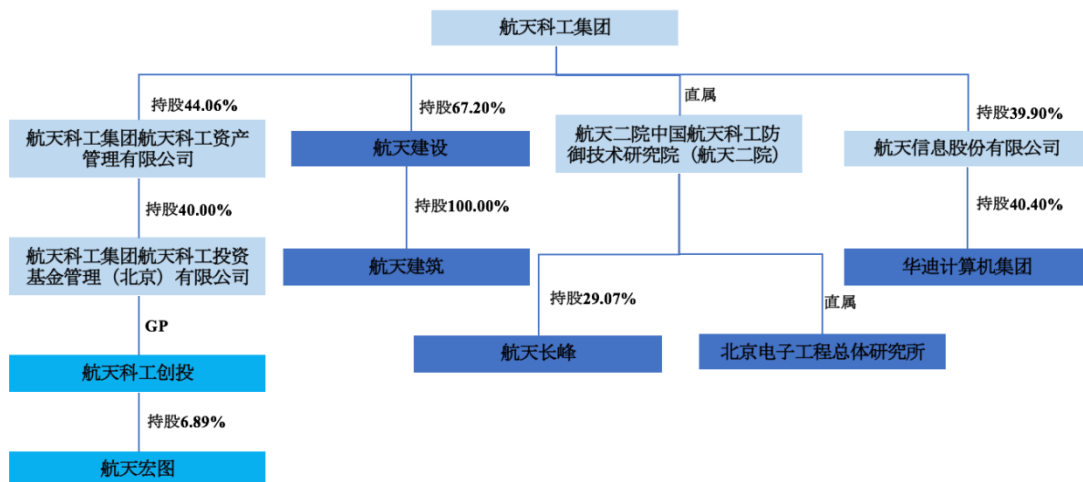 航天科工集团
持股44.06%
持股67.20%
直属
持股39.90%
航天科工集团航天科工资产
管理有限公司
航天建设
航天二院中国航天科工防
御技术研究院（航天二院）
航天信息股份有限公司
持股40.00%
持股100.00%
持股40.40%
航天科工集团航天科工投资
基金管理（北京）有限公司
航天建筑
华迪计算机集团
GP
持股29.07%
直属
航天科工创投
航天长峰
北京电子工程总体研究所
持股6.89%
航天宏图